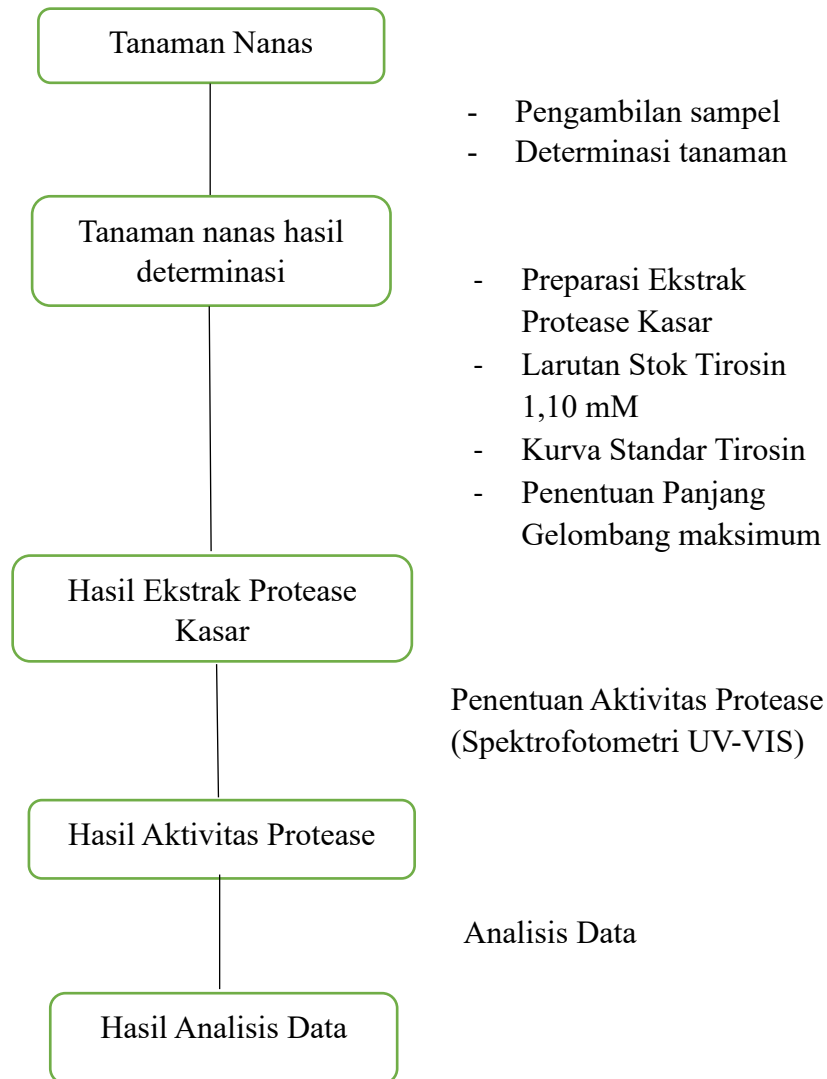 Tanaman Nanas
- Pengambilan sampel
- Determinasi tanaman
Tanaman nanas hasil
determinasi
- Preparasi Ekstrak
Protease Kasar
- Larutan Stok Tirosin
1,10 mM
- Kurva Standar Tirosin
- Penentuan Panjang
Gelombang maksimum
Hasil Ekstrak Protease
Kasar
Penentuan Aktivitas Protease
(Spektrofotometri UV-VIS)
Hasil Aktivitas Protease
Analisis Data
Hasil Analisis Data